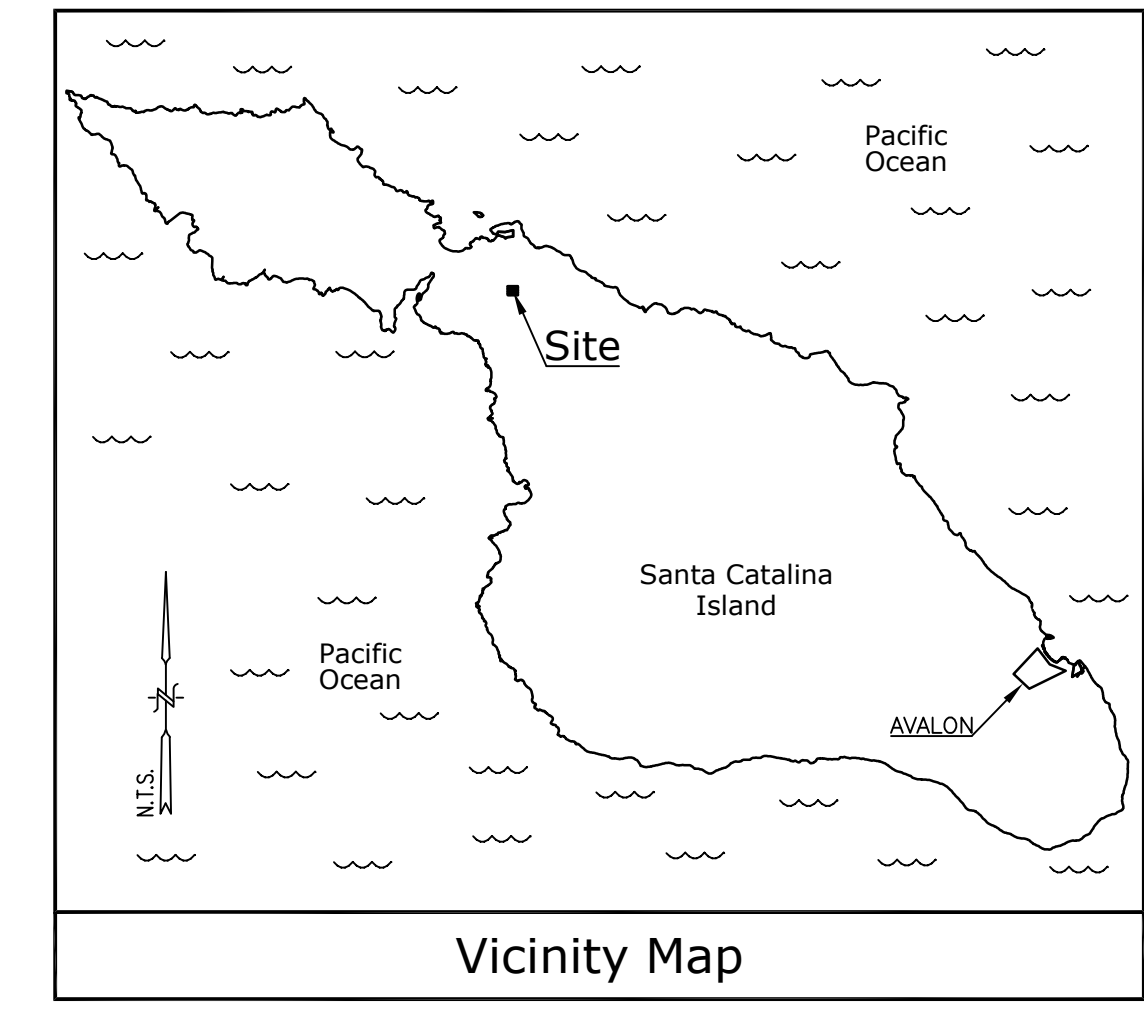 Pacific
Ocean
Site
Santa Catalina
Island
Pacific
Ocean
AVALON
N
N.T.S.
Vicinity Map